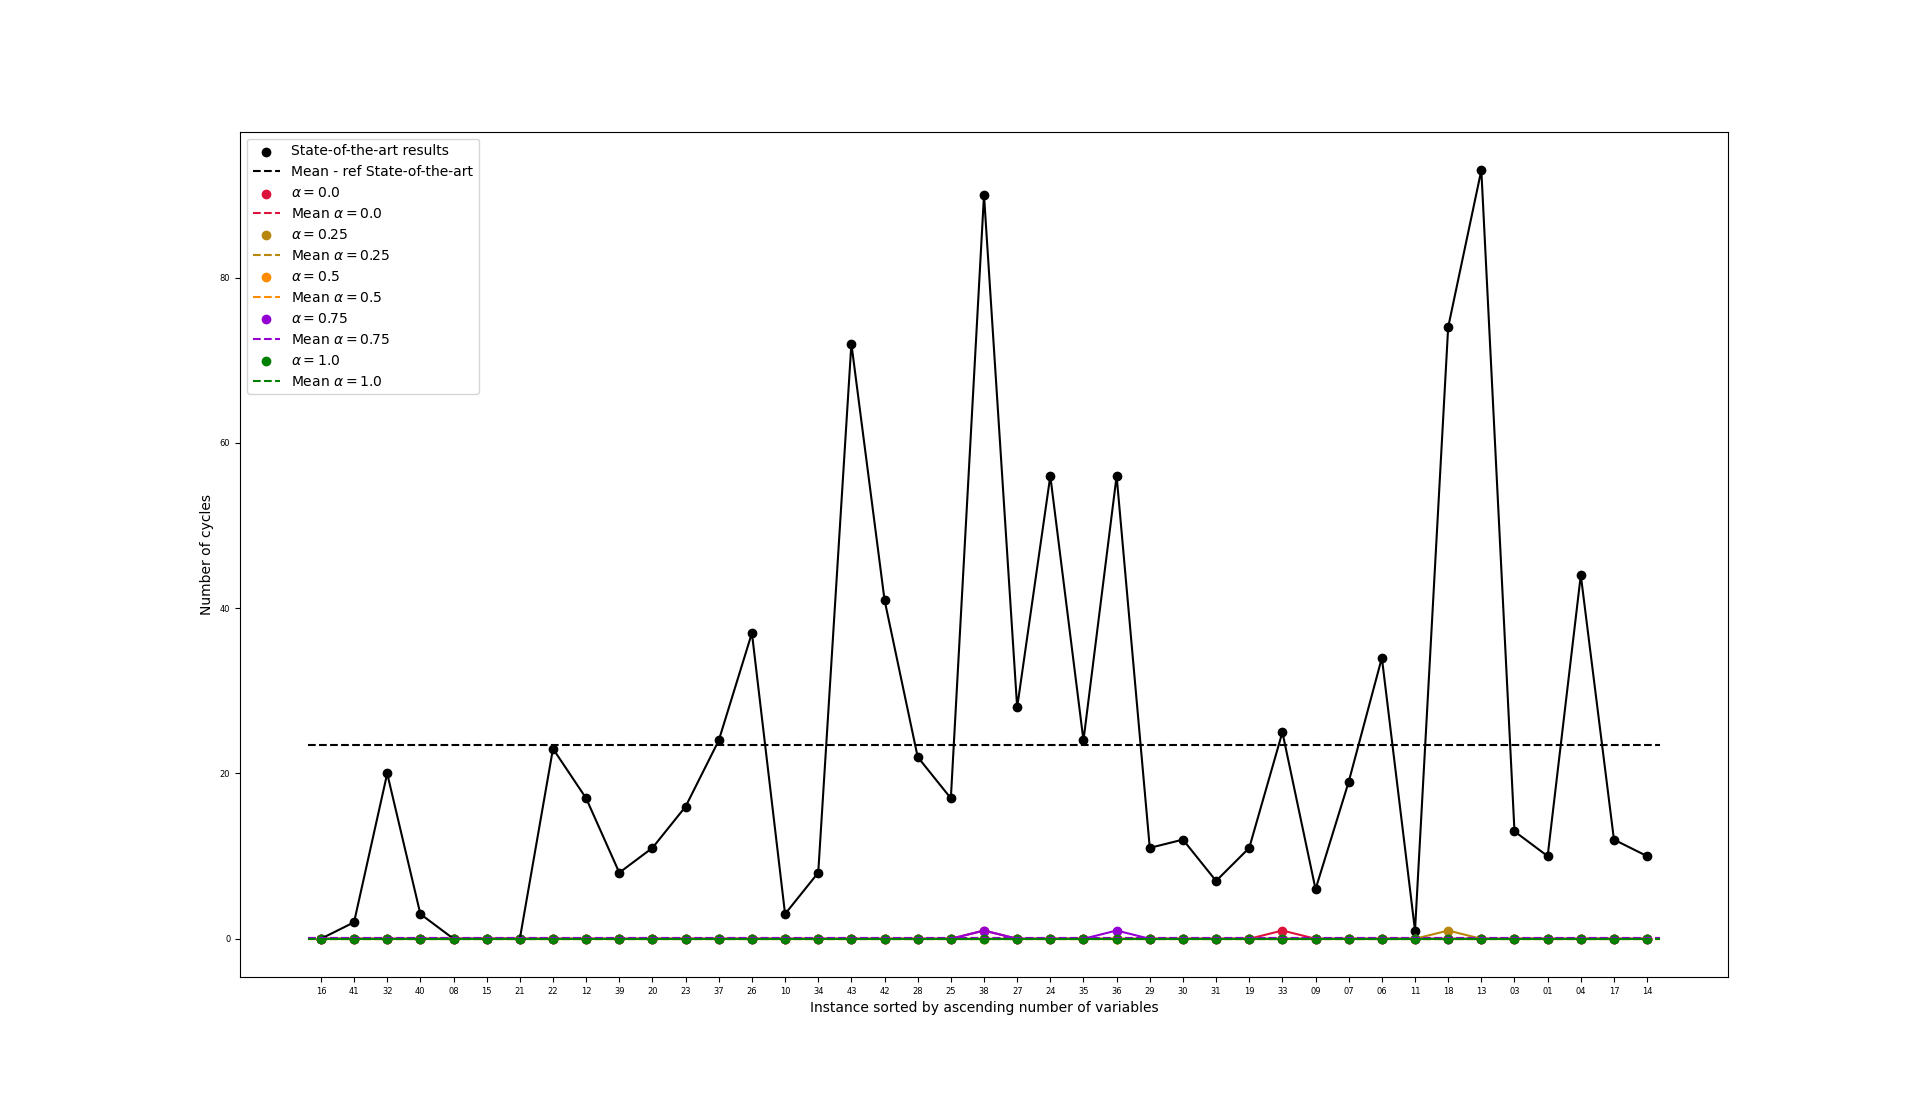 State-of-the-art results
Mean - ref State-of-the-art
α = 0.0
Mean α = 0.0
α = 0.25
Mean α = 0.25
α = 0.5
Mean α = 0.5
α = 0.75
Mean α = 0.75
α = 1.0
Mean α = 1.0
80
60
40
20
0
Number of cycles
16 41 32 40 08 15 21 22 12 39 20 23 37 26 10 34 43 42 28 25 38 27 24 35 36 29 30 31 19 33 09 07 06 11 18 13 03 01 04 17 14
Instance sorted by ascending number of variables